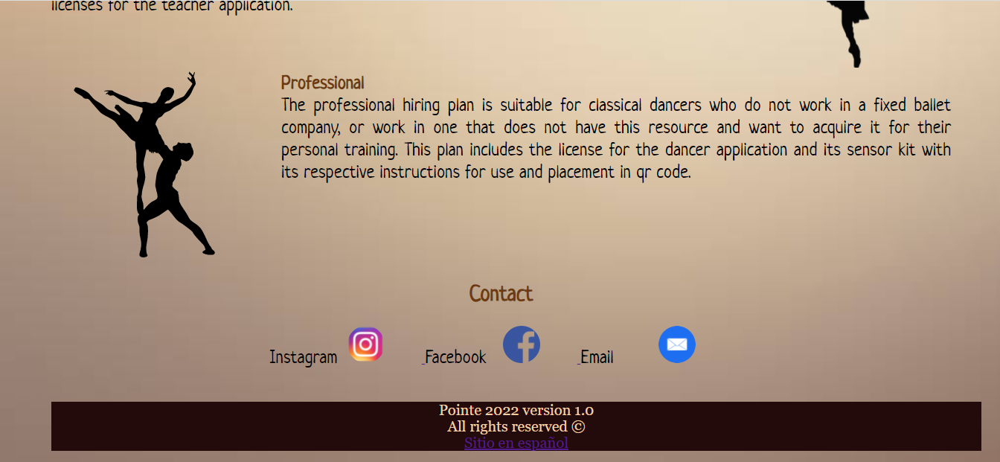 licenses for the teacher application.
Professional
The professional hiring plan is suitable for classical dancers who do not work in a fixed ballet
company, or work in one that does not have this resource and want to acquire it for their
personal training. This plan includes the license for the dancer application and its sensor kit with
its respective instructions for use and placement in qr code.
Contact
Instagram Facebook Email
Pointe 2022 version 1.0
All rights reserved ©
Sitio en español